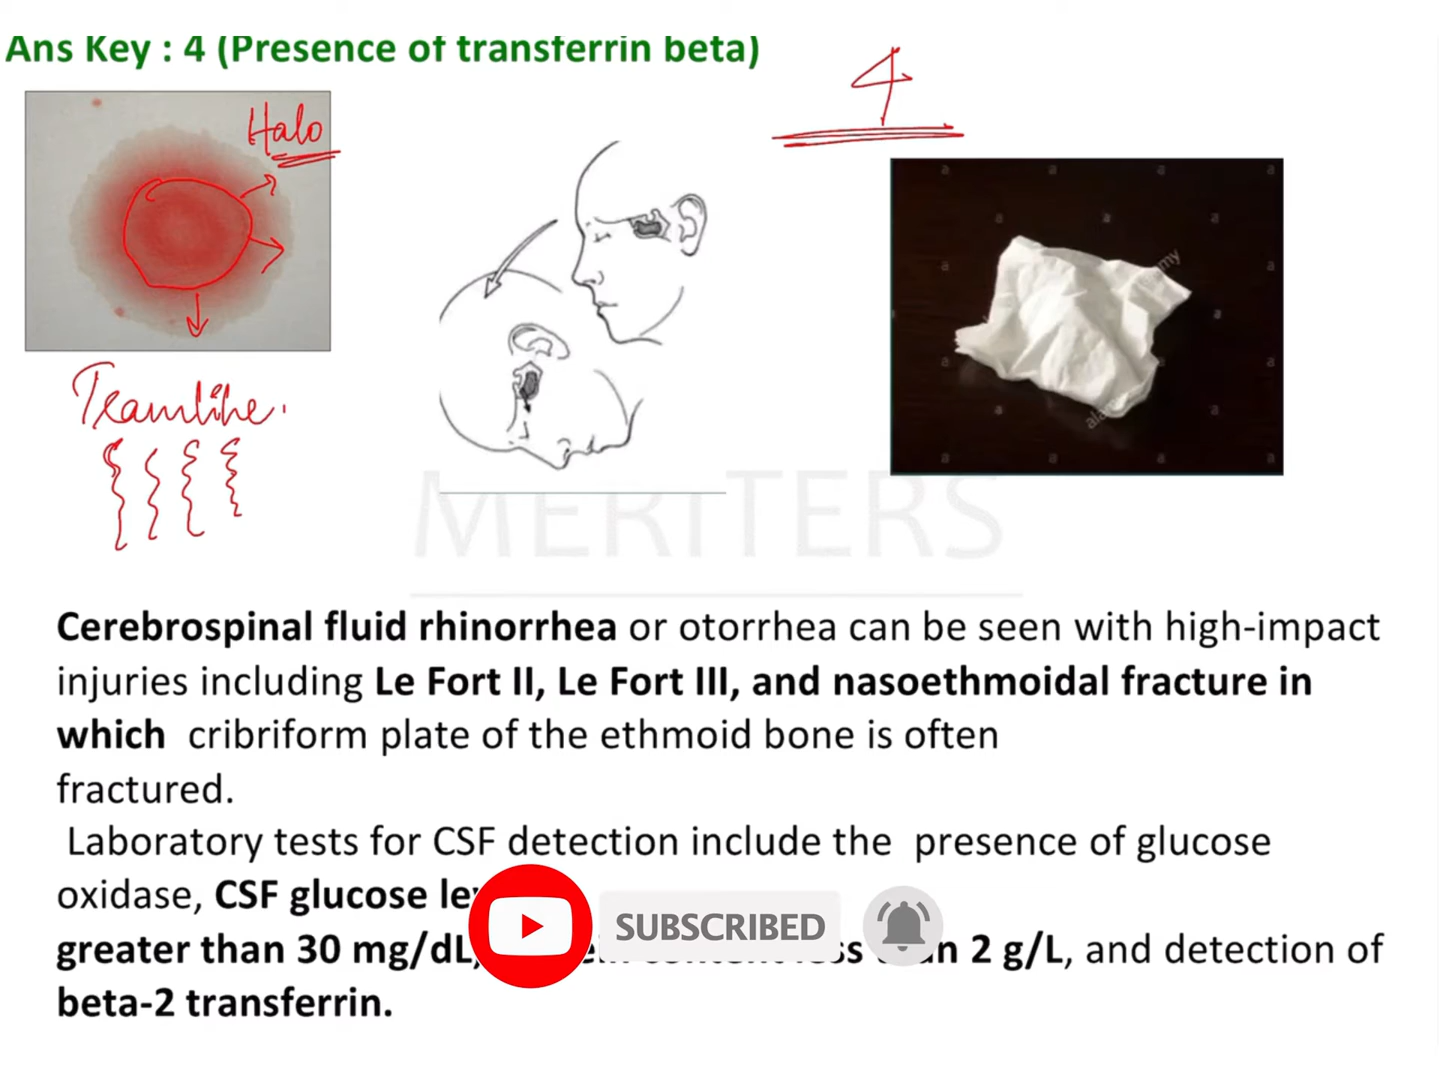 Ans Key : 4 (Presence of transferrin beta)
4
Halo
a a a a
a a a
amy
a a
a a
a a
a a a
alam
a a a a
MERITERS
Cerebrospinal fluid rhinorrhea or otorrhea can be seen with high-impact
injuries including Le Fort II, Le Fort III, and nasoethmoidal fracture in
which cribriform plate of the ethmoid bone is often
fractured.
Laboratory tests for CSF detection include the presence of glucose
oxidase, CSF glucose
SUBSCRIBED
greater than 30 mg/dL, 2 g/L, and detection of
beta-2 transferrin.